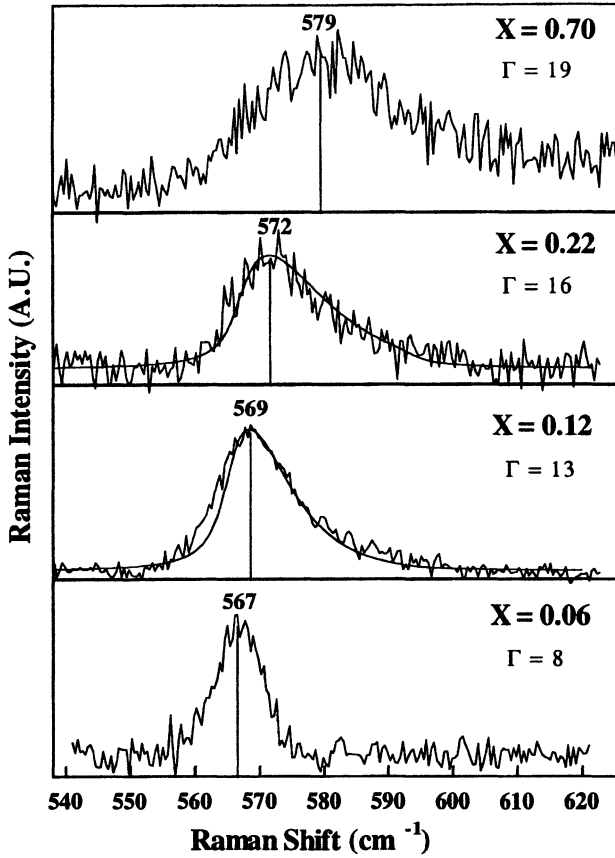 579
X = 0.70
Γ = 19
572
X = 0.22
Γ = 16
569
X = 0.12
Γ = 13
567
X = 0.06
Γ = 8
Raman Intensity (A.U.)
540 550 560 570 580 590 600 610 620
Raman Shift (cm -1)